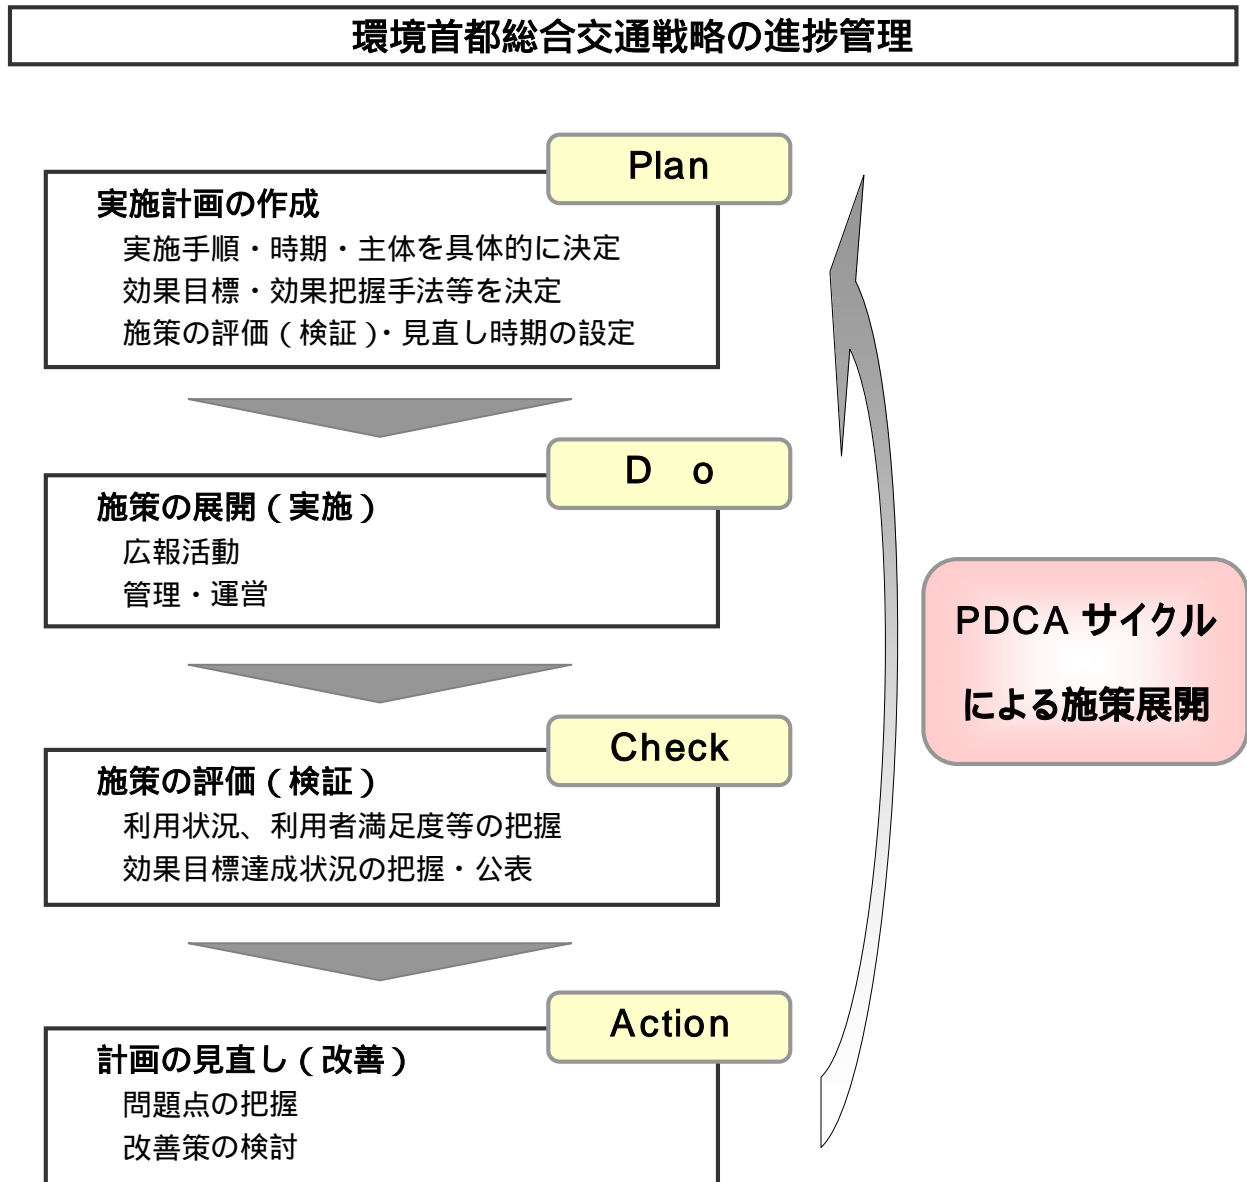 環境首都総合交通戦略の進捗管理
Plan
実施計画の作成
実施手順・時期・主体を具体的に決定
効果目標・効果把握手法等を決定
施策の評価(検証)・見直し時期の設定
D o
施策の展開(実施)
広報活動
管理・運営
Check
施策の評価(検証)
利用状況、利用者満足度等の把握
効果目標達成状況の把握・公表
Action
計画の見直し(改善)
問題点の把握
改善策の検討
PDCA サイクル
による施策展開